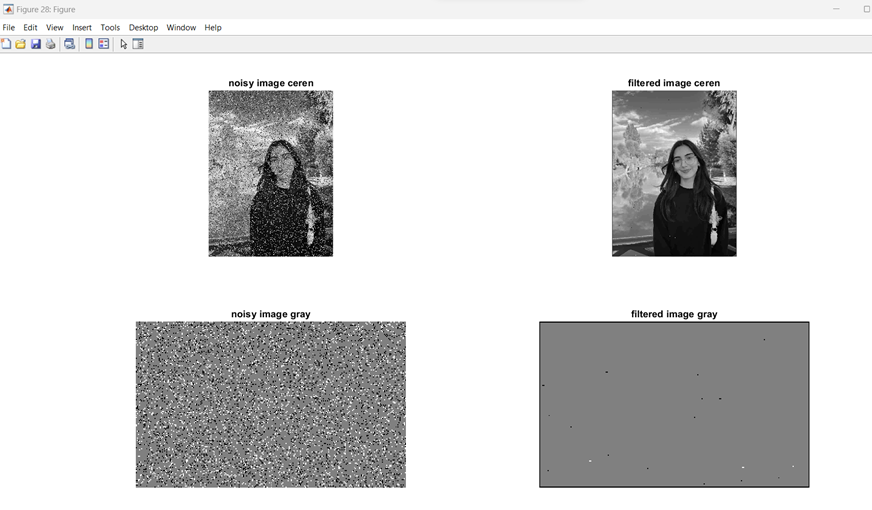 Figure 28: Figure
File Edit View Insert Tools Desktop Window Help
noisy image ceren
filtered image ceren
noisy image gray
filtered image gray